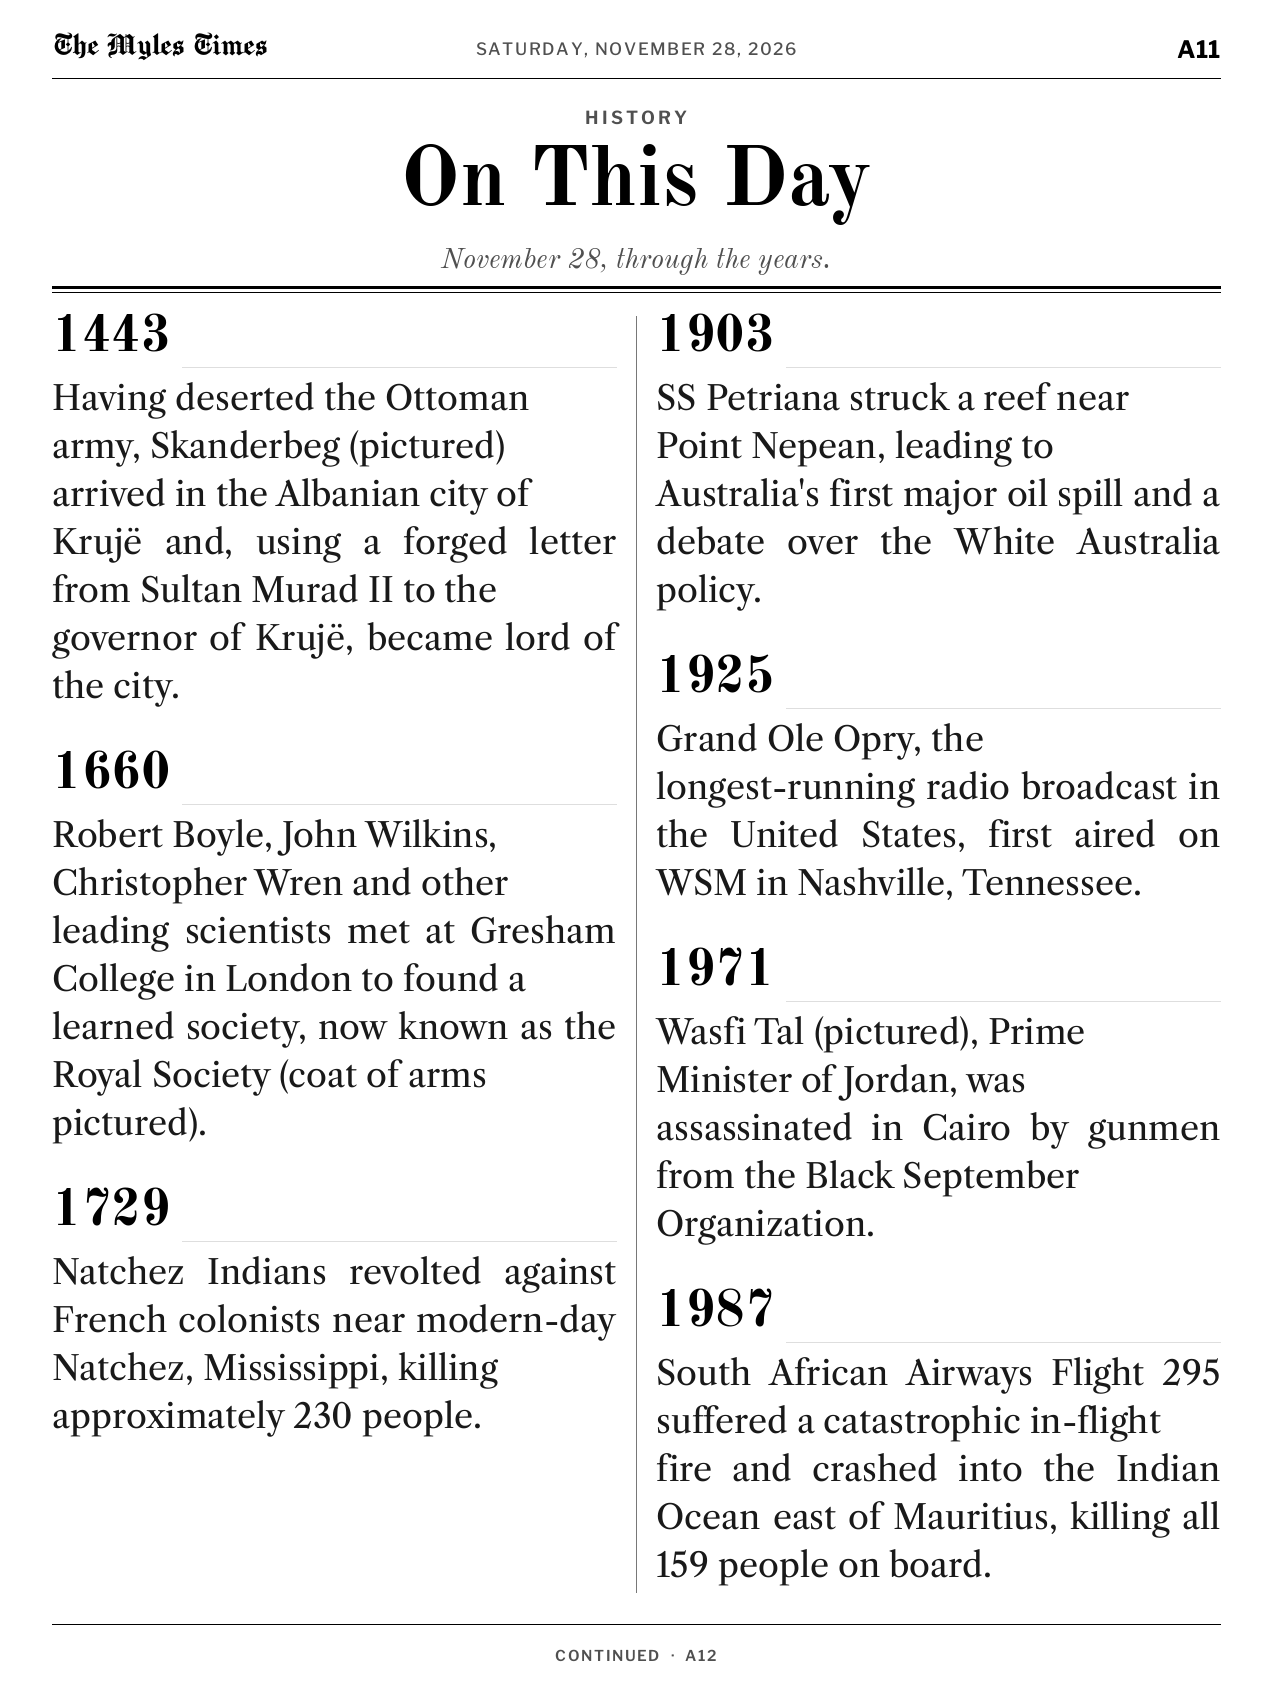 The Myles Times
SATURDAY, NOVEMBER 28, 2026
A11
HISTORY
On This Day
November 28, through the years.
1443
Having deserted the Ottoman
army, Skanderbeg (pictured)
arrived in the Albanian city of
Krujë and, using a forged letter
from Sultan Murad II to the
governor of Krujë, became lord of
the city.
1660
Robert Boyle, John Wilkins,
Christopher Wren and other
leading scientists met at Gresham
College in London to found a
learned society, now known as the
Royal Society (coat of arms
pictured).
1729
Natchez Indians revolted against
French colonists near modern-day
Natchez, Mississippi, killing
approximately 230 people.
1903
SS Petriana struck a reef near
Point Nepean, leading to
Australia's first major oil spill and a
debate over the White Australia
policy.
1925
Grand Ole Opry, the
longest-running radio broadcast in
the United States, first aired on
WSM in Nashville, Tennessee.
1971
Wasfi Tal (pictured), Prime
Minister of Jordan, was
assassinated in Cairo by gunmen
from the Black September
Organization.
1987
South African Airways Flight 295
suffered a catastrophic in-flight
fire and crashed into the Indian
Ocean east of Mauritius, killing all
159 people on board.
CONTINUED · A12